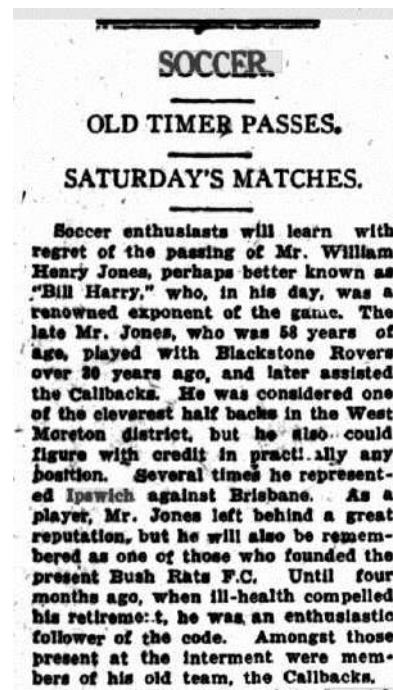 SOCCER.
OLD TIMER PASSES.
SATURDAY'S MATCHES.
Soccer enthusiasts will learn with
regret of the passing of Mr. William
Henry Jones, perhaps better known as
"Bill Harry," who, in his day, was a
renowned exponent of the game. The
late Mr. Jones, who was 58 years of
age, played with Blackstone Rovers
over 30 years ago, and later assisted
the Callbacks. He was considered one
of the cleverest half backs in the West
Moreton district, but he also could
figure with credit in practically any
position. Several times he represent-
ed Ipswich against Brisbane. As a
player, Mr. Jones left behind a great
reputation, but he will also be remem-
bered as one of those who founded the
present Bush Rats F.C. Until four
months ago, when ill-health compelled
his retirement, he was an enthusiastic
follower of the code. Amongst those
present at the interment were mem-
bers of his old team, the Callbacks.